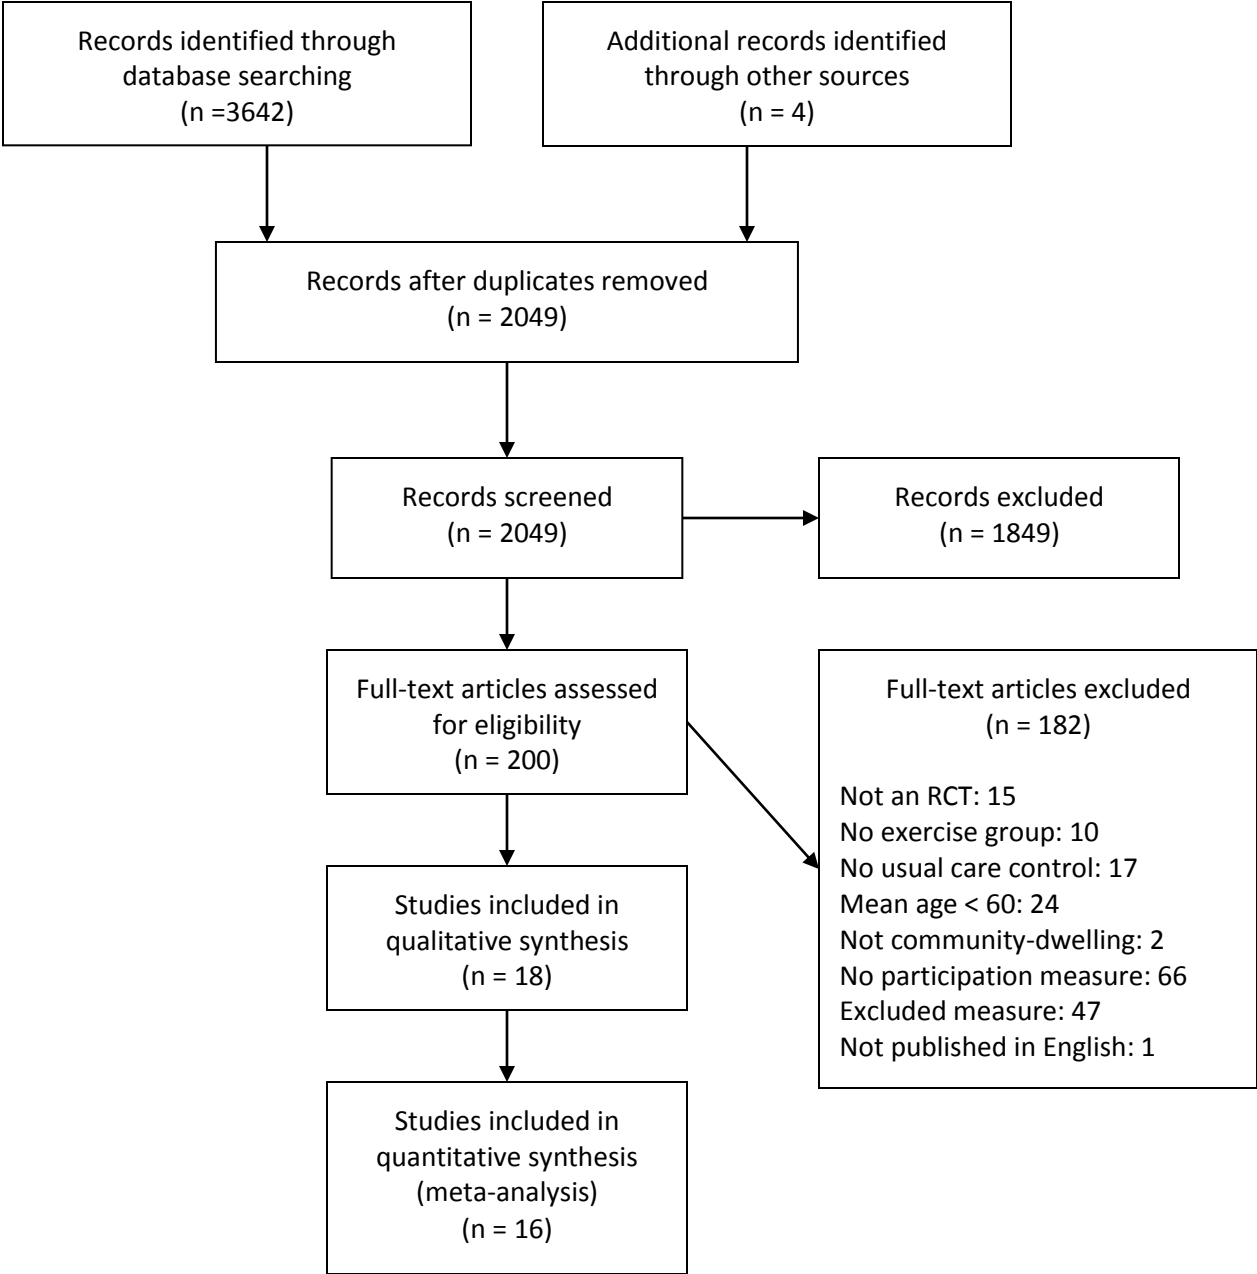 Records identified through
database searching
(n =3642)
Additional records identified
through other sources
(n = 4)
Records after duplicates removed
(n = 2049)
Records screened
(n = 2049)
Records excluded
(n = 1849)
Full-text articles assessed
for eligibility
(n = 200)
Full-text articles excluded
(n = 182)
Not an RCT: 15
No exercise group: 10
No usual care control: 17
Mean age < 60: 24
Not community-dwelling: 2
No participation measure: 66
Excluded measure: 47
Not published in English: 1
Studies included in
qualitative synthesis
(n = 18)
Studies included in
quantitative synthesis
(meta-analysis)
(n = 16)